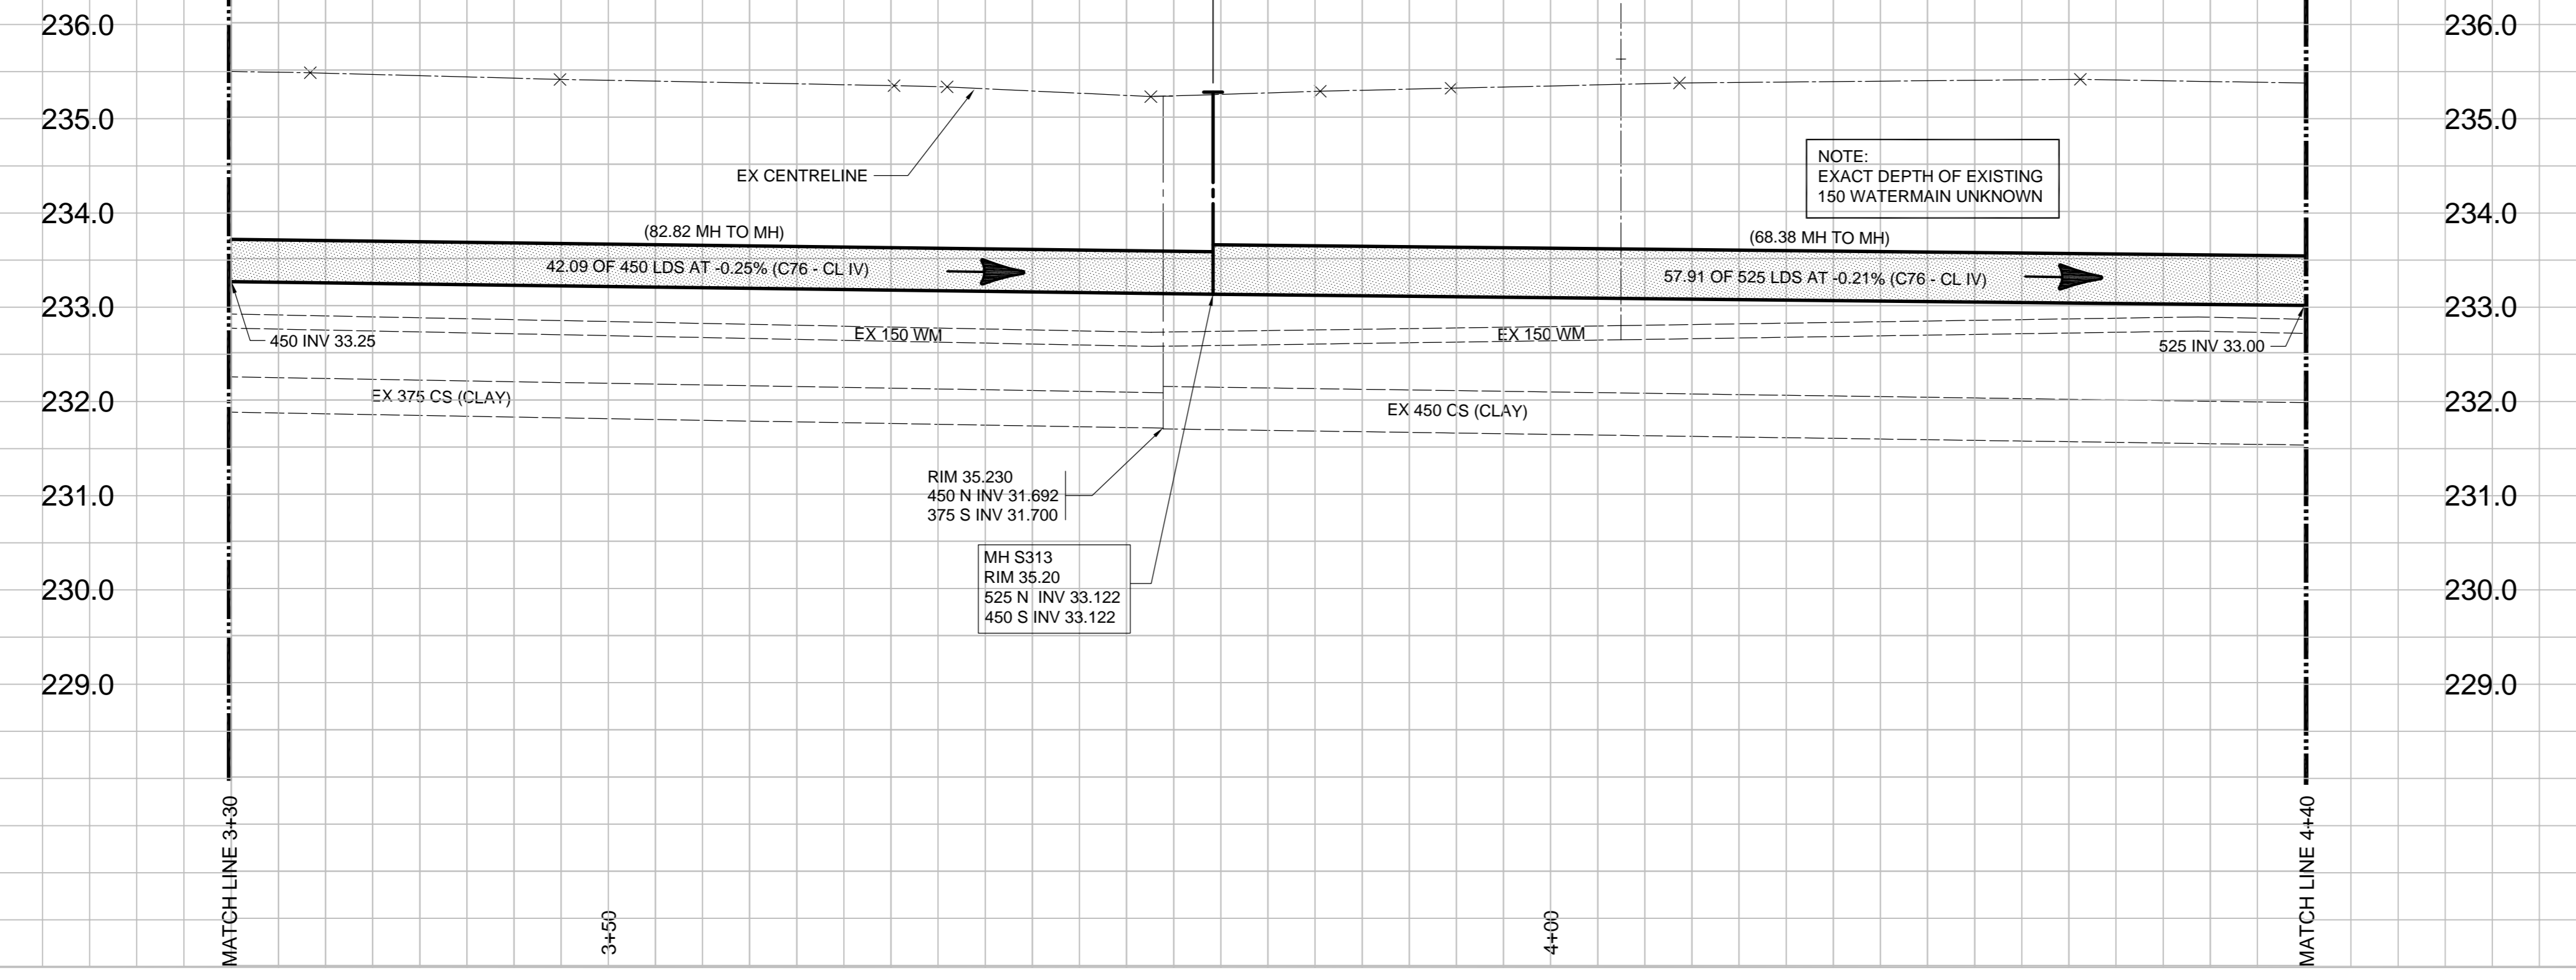 236.0
236.0
235.0
235.0
EX CENTRELINE
NOTE:
EXACT DEPTH OF EXISTING
150 WATERMAIN UNKNOWN
234.0
234.0
(82.82 MH TO MH)
(68.38 MH TO MH)
42.09 OF 450 LDS AT -0.25% (C76 - CL IV)
57.91 OF 525 LDS AT -0.21% (C76 - CL IV)
233.0
233.0
450 INV 33.25
EX 150 WM
EX 150 WM
525 INV 33.00
232.0
232.0
EX 375 CS (CLAY)
EX 450 CS (CLAY)
RIM 35.230
450 N INV 31.692
375 S INV 31.700
231.0
231.0
MH S313
RIM 35.20
525 N INV 33.122
450 S INV 33.122
230.0
230.0
229.0
229.0
MATCH LINE 3+30
3+50
4+00
MATCH LINE 4+40